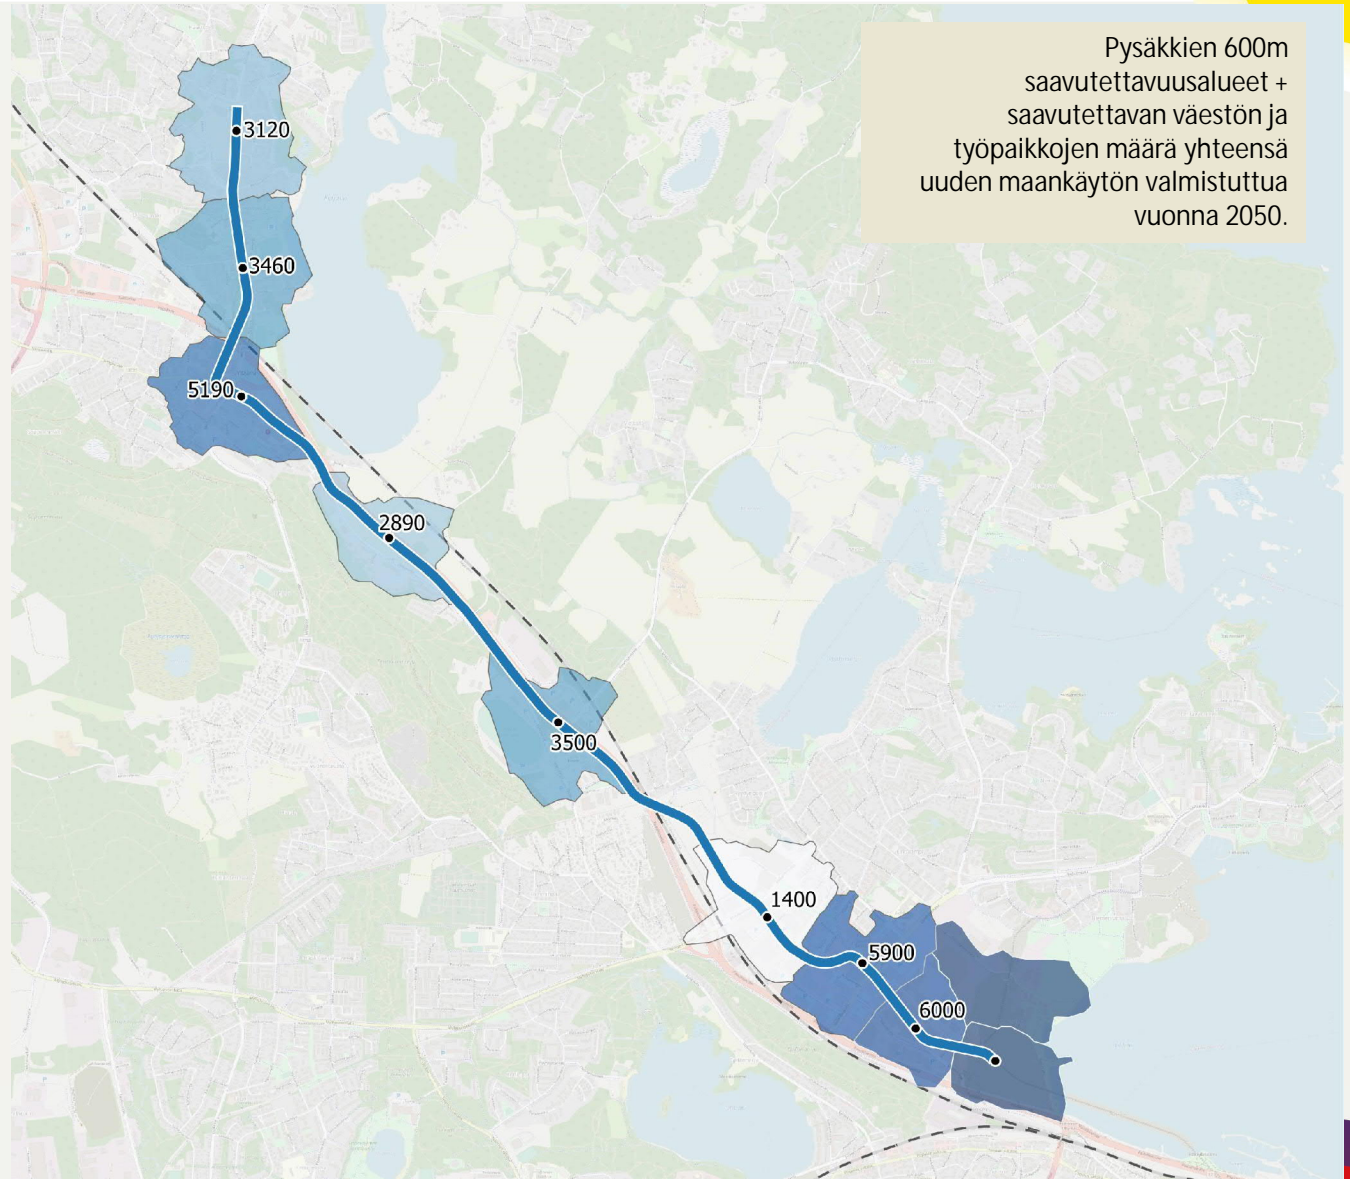 Pysäkkien 600m
saavutettavuusalueet +
saavutettavan väestön ja
työpaikkojen määrä yhteensä
uuden maankäytön valmistuttua
vuonna 2050.
3120
3460
5190
2890
3500
1400
5900
6000